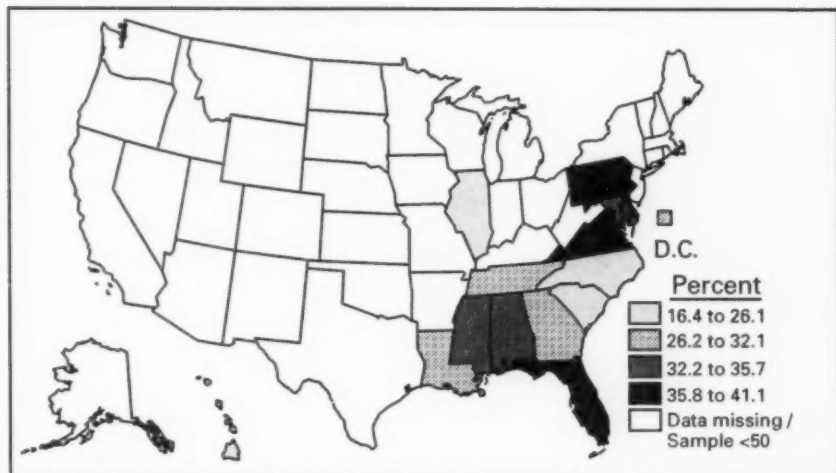 D.C.
Percent
16.4 to 26.1
26.2 to 32.1
32.2 to 35.7
35.8 to 41.1
Data missing /
Sample <50